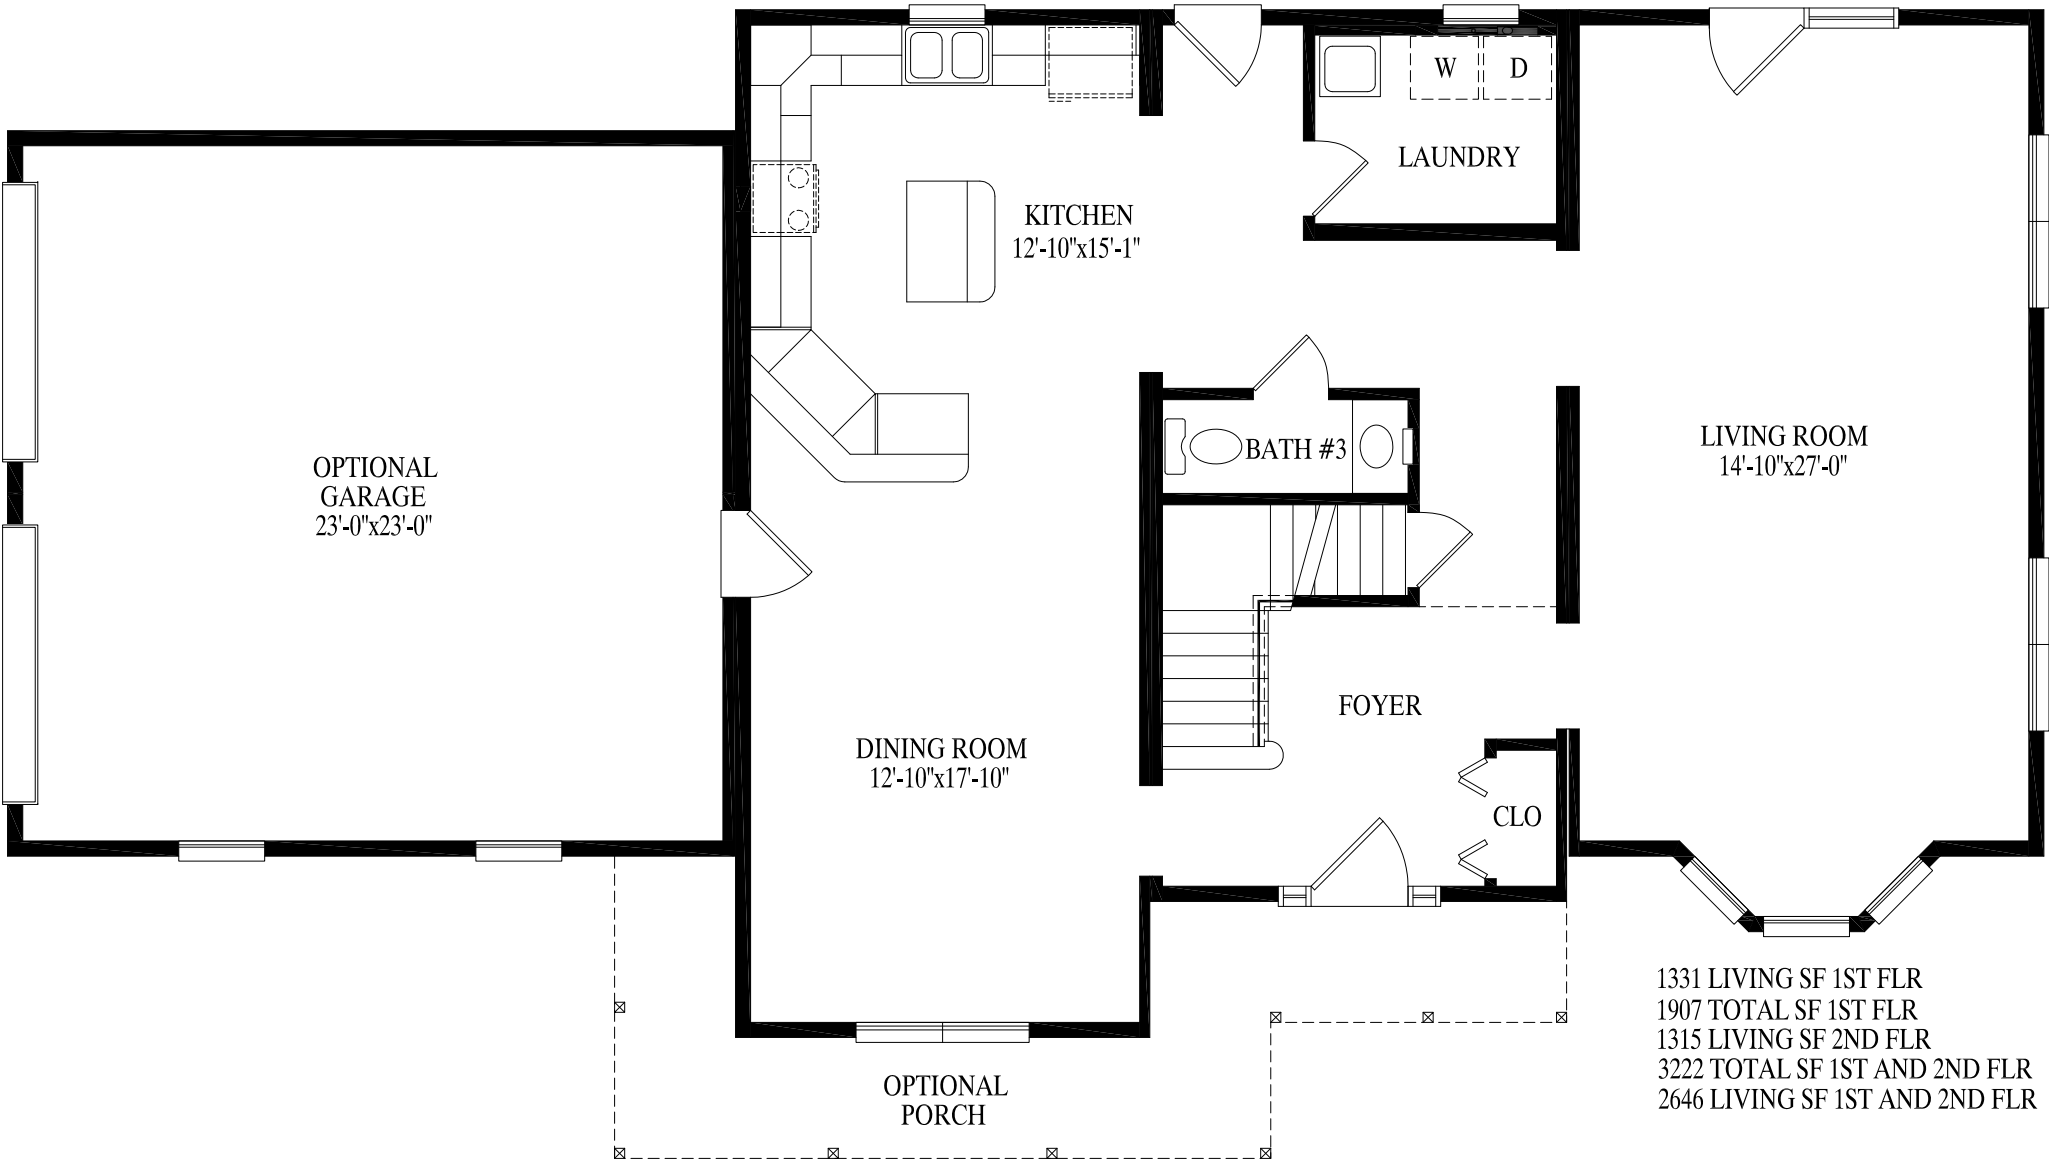 W
D
LAUNDRY
KITCHEN
12'-10"x15'-1"
OPTIONAL
GARAGE
23'-0"x23'-0"
BATH #3
LIVING ROOM
14'-10"x27'-0"
FOYER
DINING ROOM
12'-10"x17'-10"
CLO
OPTIONAL
PORCH
1331 LIVING SF 1ST FLR
1907 TOTAL SF 1ST FLR
1315 LIVING SF 2ND FLR
3222 TOTAL SF 1ST AND 2ND FLR
2646 LIVING SF 1ST AND 2ND FLR